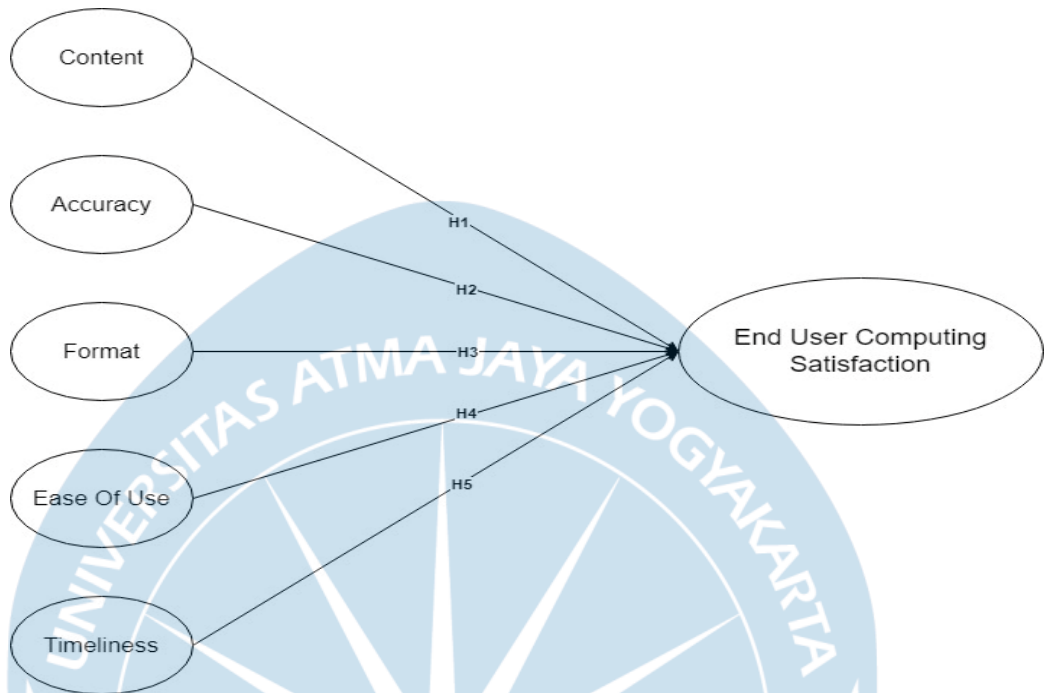 Content
Accuracy
Format
Ease Of Use
Timeliness
H1
H2
H3
H4
H5
End User Computing
Satisfaction
UNIVERSITAS ATMA JAYA YOGYAKARTA